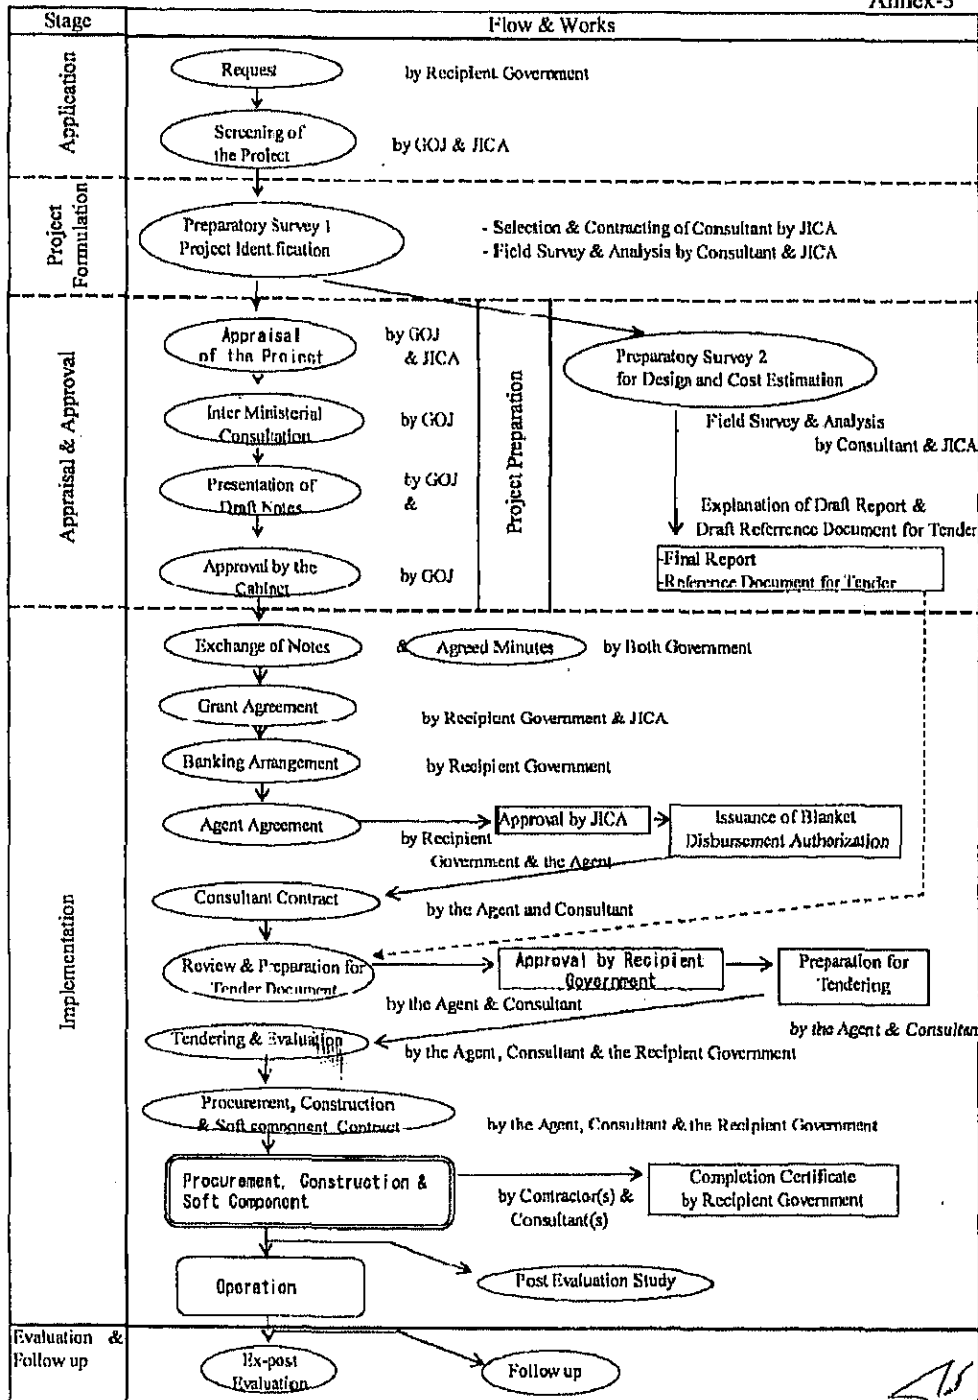 Annex-3
Stage
Flow & Works
Application
Request
by Recipient Government
Screening of
the Project
by GOJ & JICA
Project
Formulation
Preparatory Survey 1
Project Identification
- Selection & Contracting of Consultant by JICA
- Field Survey & Analysis by Consultant & JICA
Appraisal & Approval
Appraisal
of the Project
by GOJ
& JICA
Inter Ministerial
Consultation
by GOJ
Presentation of
Draft Notes
by GOJ
&
Approval by the
Cabinet
by GOJ
Project Preparation
Preparatory Survey 2
for Design and Cost Estimation
Field Survey & Analysis
by Consultant & JICA
Explanation of Draft Report &
Draft Referrence Document for Tender
-Final Report
-Reference Document for Tender
Implementation
Exchange of Notes
& Agreed Minutes
by Both Government
Grant Agreement
by Recipient Government & JICA
Banking Arrangement
by Recipient Government
Agent Agreement
by Recipient
Government & the Agent
Approval by JICA
Issuance of Blanket
Disbursement Authorization
Consultant Contract
by the Agent and Consultant
Review & Preparation for
Tender Document
by the Agent & Consultant
Approval by Recipient
Government
Preparation for
Tendering
by the Agent & Consultan
Tendering & Evaluation
by the Agent, Consultant & the Recipient Government
Procurement, Construction
& Soft component Contract
by the Agent, Consultant & the Recipient Government
Procurement, Construction &
Soft Component
by Contractor(s) &
Consultant(s)
Completion Certificate
by Recipient Government
Operation
Post Evaluation Study
Evaluation &
Follow up
Ex-post
Evaluation
Follow up